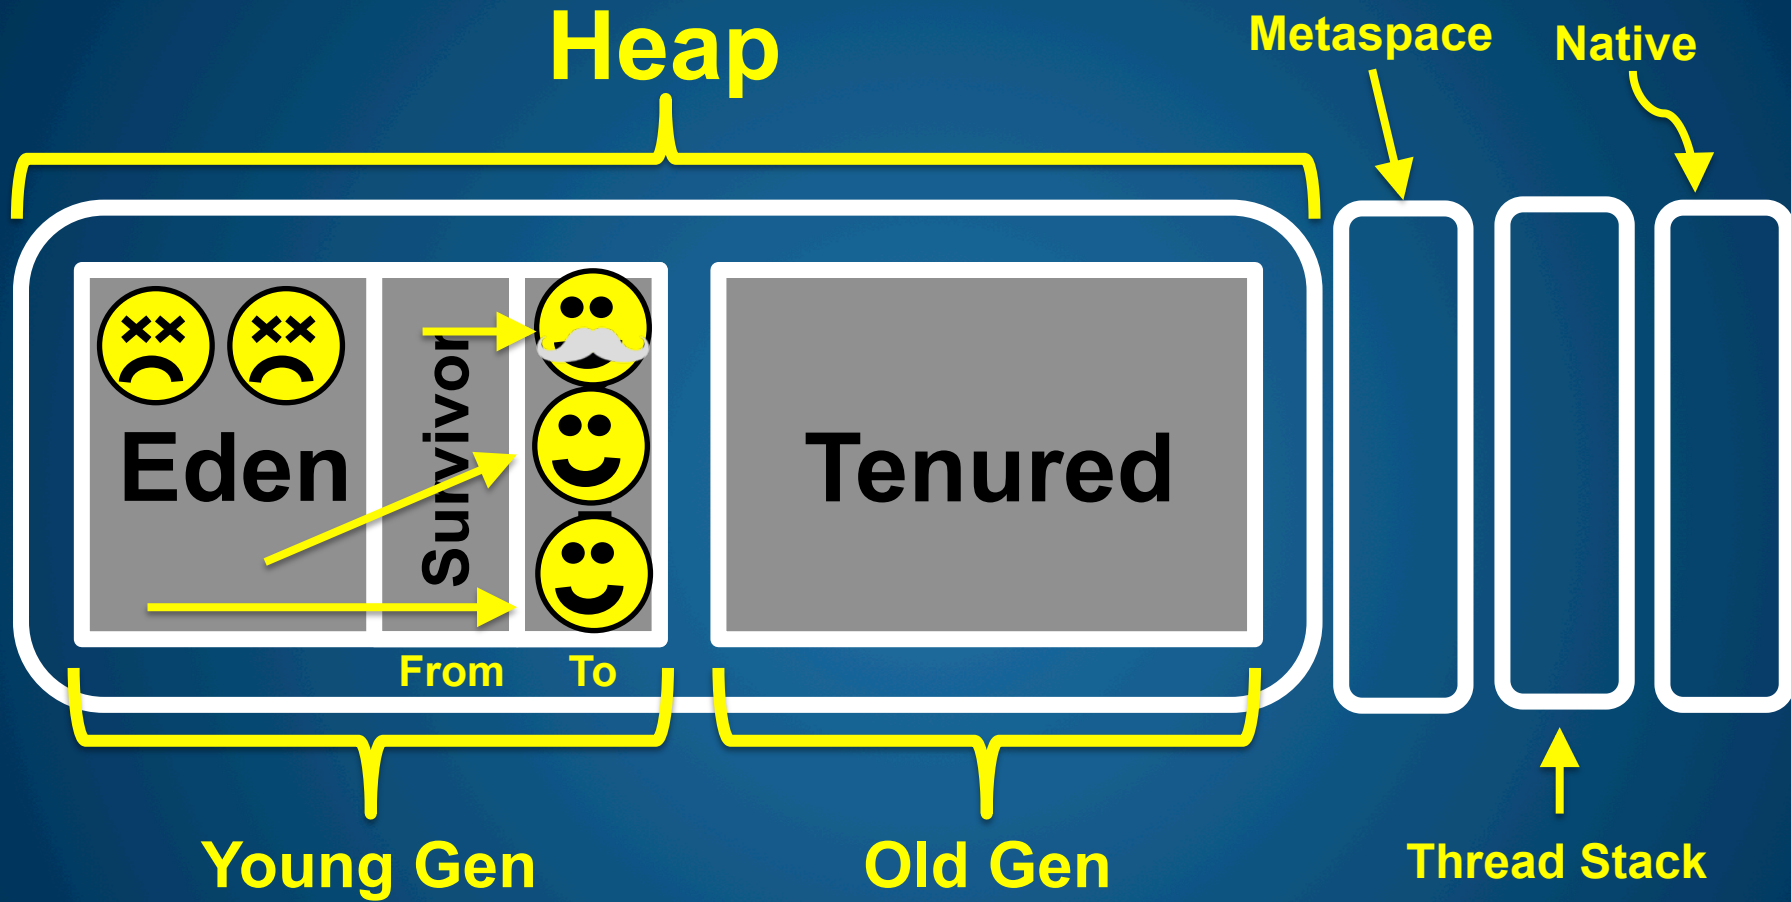 Heap
Metaspace
Native
Eden
Survivor
Tenured
From
To
Young Gen
Old Gen
Thread Stack